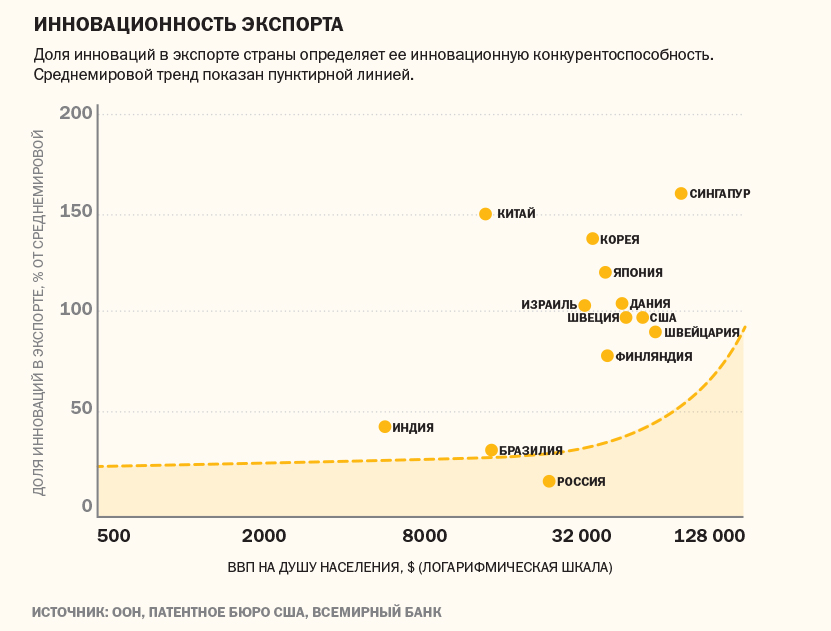 ИННОВАЦИОННОСТЬ ЭКСПОРТА
Доля инноваций в экспорте страны определяет ее инновационную конкурентоспособность.
Среднемировой тренд показан пунктирной линией.
ДОЛЯ ИННОВАЦИЙ В ЭКСПОРТЕ, % ОТ СРЕДНЕМИРОВОЙ
200
150
100
50
0
СИНГАПУР
КИТАЙ
КОРЕЯ
ЯПОНИЯ
ИЗРАИЛЬ
ДАНИЯ
ШВЕЦИЯ
США
ШВЕЙЦАРИЯ
ФИНЛЯНДИЯ
ИНДИЯ
БРАЗИЛИЯ
РОССИЯ
500 2000 8000 32 000 128 000
ВВП НА ДУШУ НАСЕЛЕНИЯ, $ (ЛОГАРИФМИЧЕСКАЯ ШКАЛА)
ИСТОЧНИК: ООН, ПАТЕНТНОЕ БЮРО США, ВСЕМИРНЫЙ БАНК